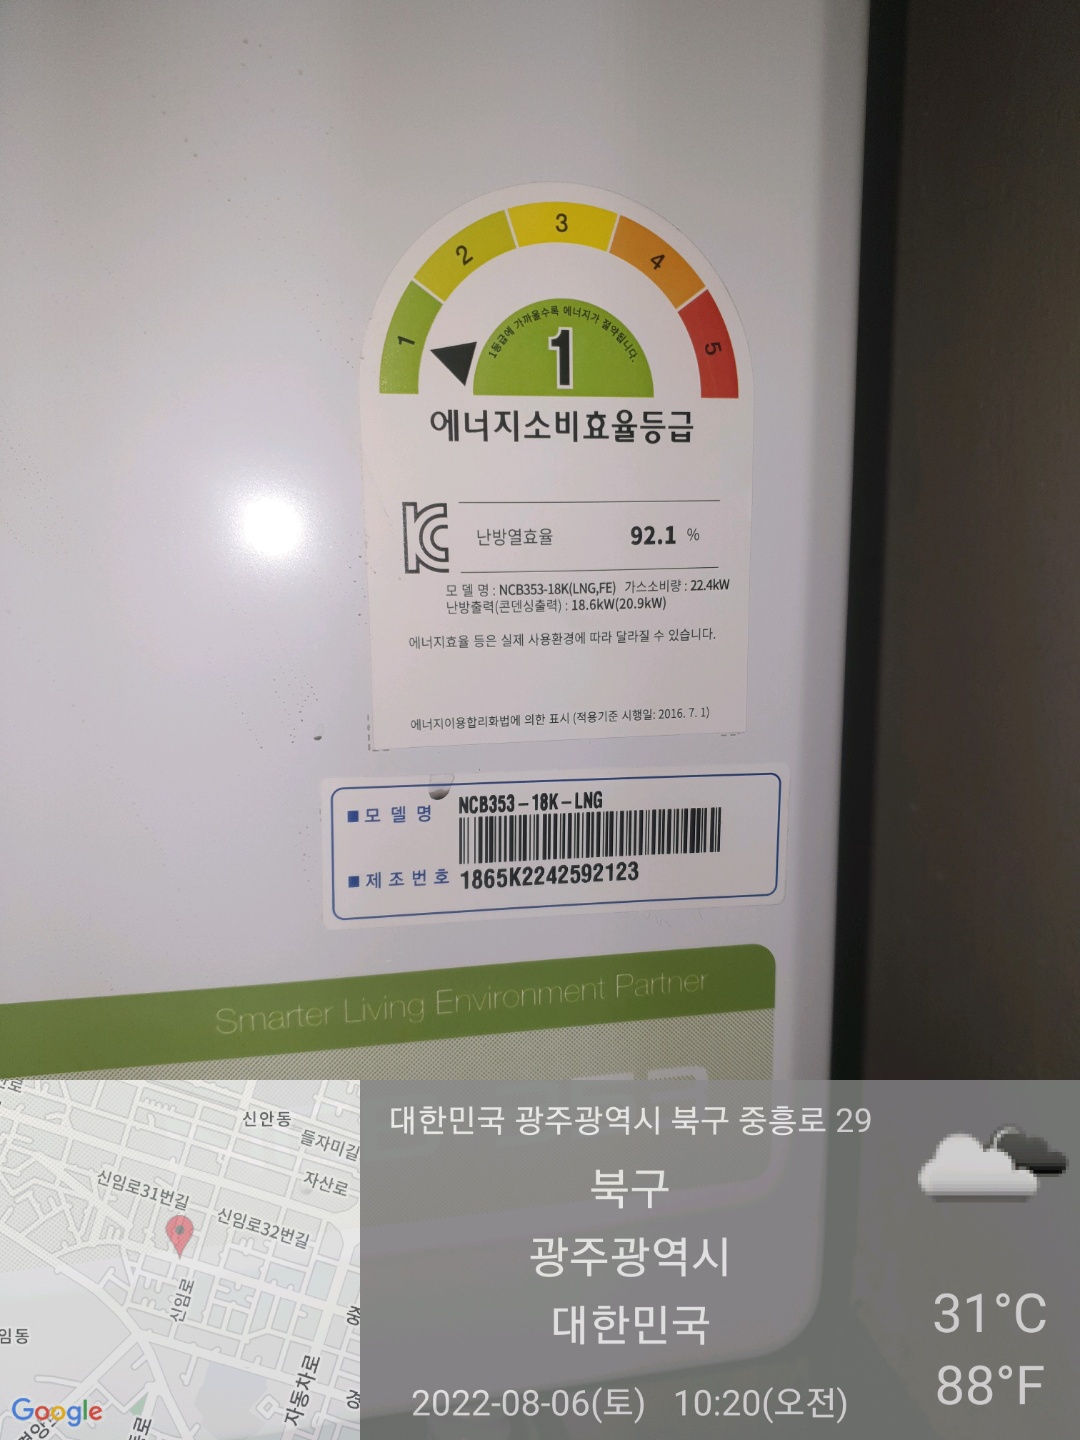 1
2
3
4
5
1등급에 가까울수록 에너지가 절약됩니다.
1
에너지소비효율등급
난방열효율 92.1 %
모 델 명 : NCB353-18K(LNG,FE) 가스소비량 : 22.4kW
난방출력(콘덴싱출력) : 18.6kW(20.9kW)
에너지효율 등은 실제 사용환경에 따라 달라질 수 있습니다.
에너지이용합리화법에 의한 표시 (적용기준 시행일: 2016. 7. 1)
■ 모 델 명 NCB353-18K-LNG
■ 제 조 번 호 1865K2242592123
Smarter Living Environment Partner
대한민국 광주광역시 북구 중흥로 29
북구
광주광역시
대한민국
2022-08-06(토) 10:20(오전)
31°C
88°F
신안동
들자미길
자산로
신임로31번길
신임로32번길
신임로
임동
자동차로
Google